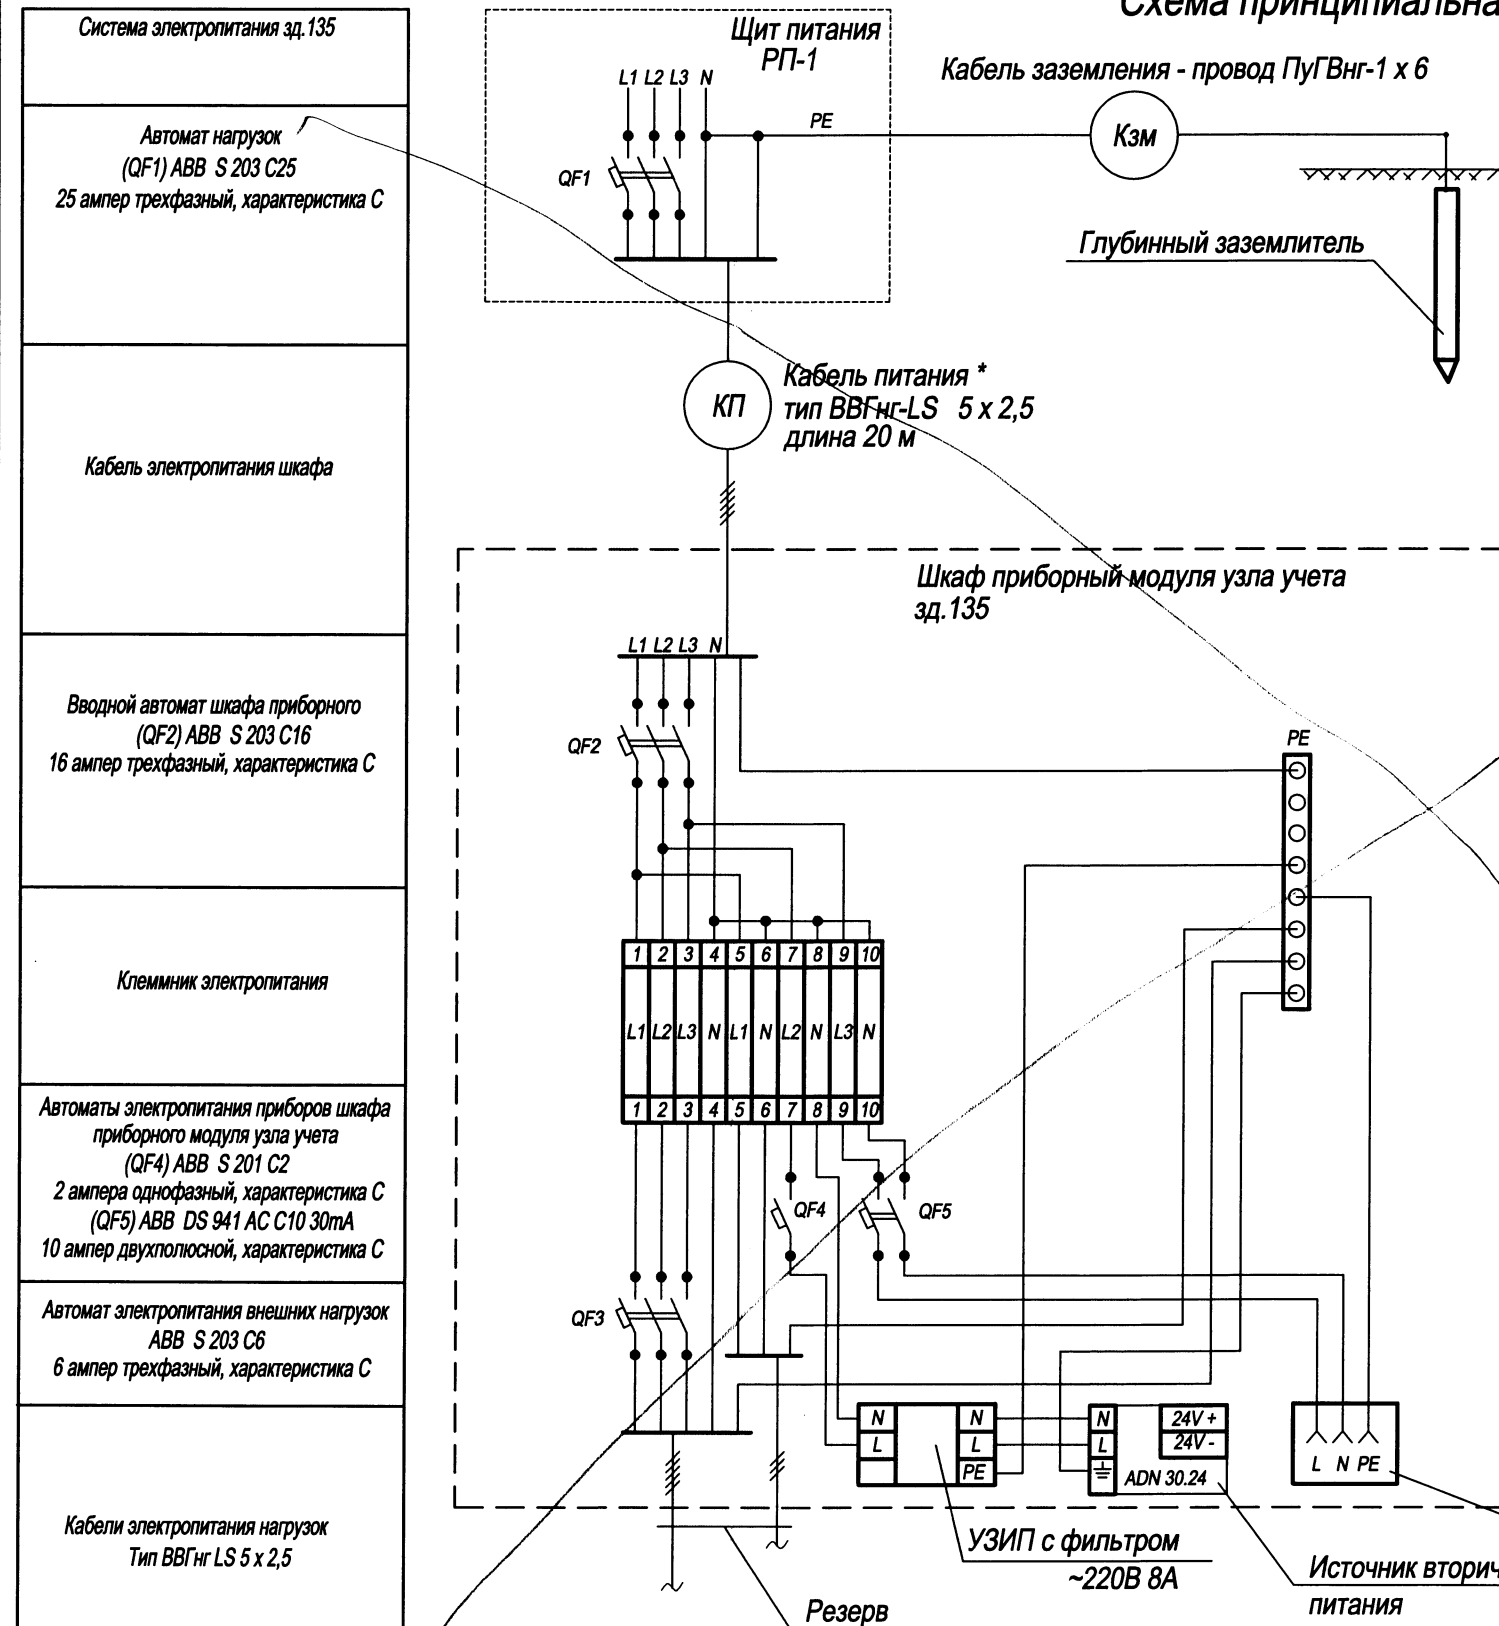 Схема принципиальна
Система электропитания зд.135
Автомат нагрузок
(QF1) ABB S 203 C25
25 ампер трехфазный, характеристика С
Кабель электропитания шкафа
Вводной автомат шкафа приборного
(QF2) ABB S 203 C16
16 ампер трехфазный, характеристика С
Клеммник электропитания
Автоматы электропитания приборов шкафа
приборного модуля узла учета
(QF4) ABB S 201 C2
2 ампера однофазный, характеристика С
(QF5) ABB DS 941 AC C10 30mA
10 ампер двухполюсной, характеристика С
Автомат электропитания внешних нагрузок
ABB S 203 C6
6 ампер трехфазный, характеристика С
Кабели электропитания нагрузок
Тип ВВГнг LS 5 x 2,5
Щит питания
РП-1
L1 L2 L3 N
PE
QF1
Кабель заземления - провод ПуГВнг-1 x 6
Кзм
Глубинный заземлитель
КП
Кабель питания *
тип ВВГнг-LS 5 x 2,5
длина 20 м
Шкаф приборный модуля узла учета
зд.135
L1 L2 L3 N
QF2
PE
1 2 3 4 5 6 7 8 9 10
L1 L2 L3 N L1 N L2 N L3 N
1 2 3 4 5 6 7 8 9 10
QF4
QF5
QF3
N N
L L
PE
N 24V +
L 24V -
ADN 30.24
L N PE
УЗИП с фильтром
~220В 8А
Источник вторич
питания
Резерв